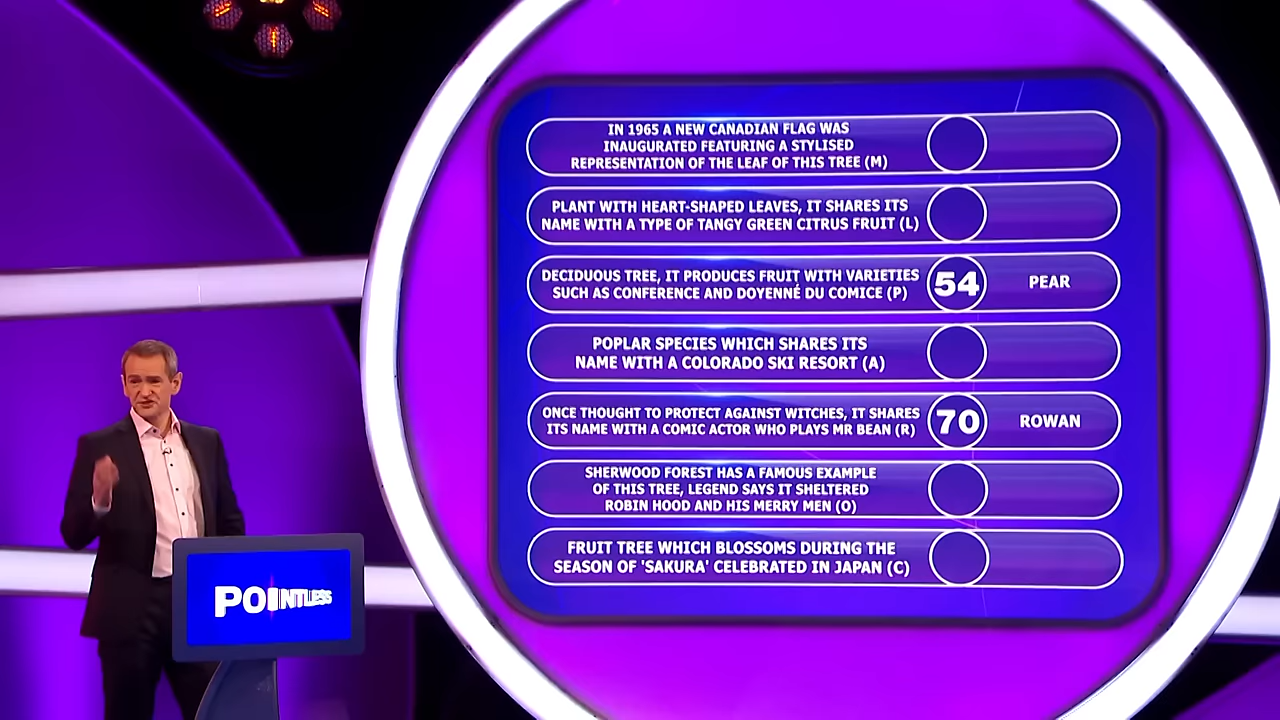 IN 1965 A NEW CANADIAN FLAG WAS
INAUGURATED FEATURING A STYLISED
REPRESENTATION OF THE LEAF OF THIS TREE (M)
PLANT WITH HEART-SHAPED LEAVES, IT SHARES ITS
NAME WITH A TYPE OF TANGY GREEN CITRUS FRUIT (L)
DECIDUOUS TREE, IT PRODUCES FRUIT WITH VARIETIES
SUCH AS CONFERENCE AND DOYENNÉ DU COMICE (P)
54 PEAR
POPLAR SPECIES WHICH SHARES ITS
NAME WITH A COLORADO SKI RESORT (A)
ONCE THOUGHT TO PROTECT AGAINST WITCHES, IT SHARES
ITS NAME WITH A COMIC ACTOR WHO PLAYS MR BEAN (R)
70 ROWAN
SHERWOOD FOREST HAS A FAMOUS EXAMPLE
OF THIS TREE, LEGEND SAYS IT SHELTERED
ROBIN HOOD AND HIS MERRY MEN (O)
FRUIT TREE WHICH BLOSSOMS DURING THE
SEASON OF 'SAKURA' CELEBRATED IN JAPAN (C)
POINTLESS